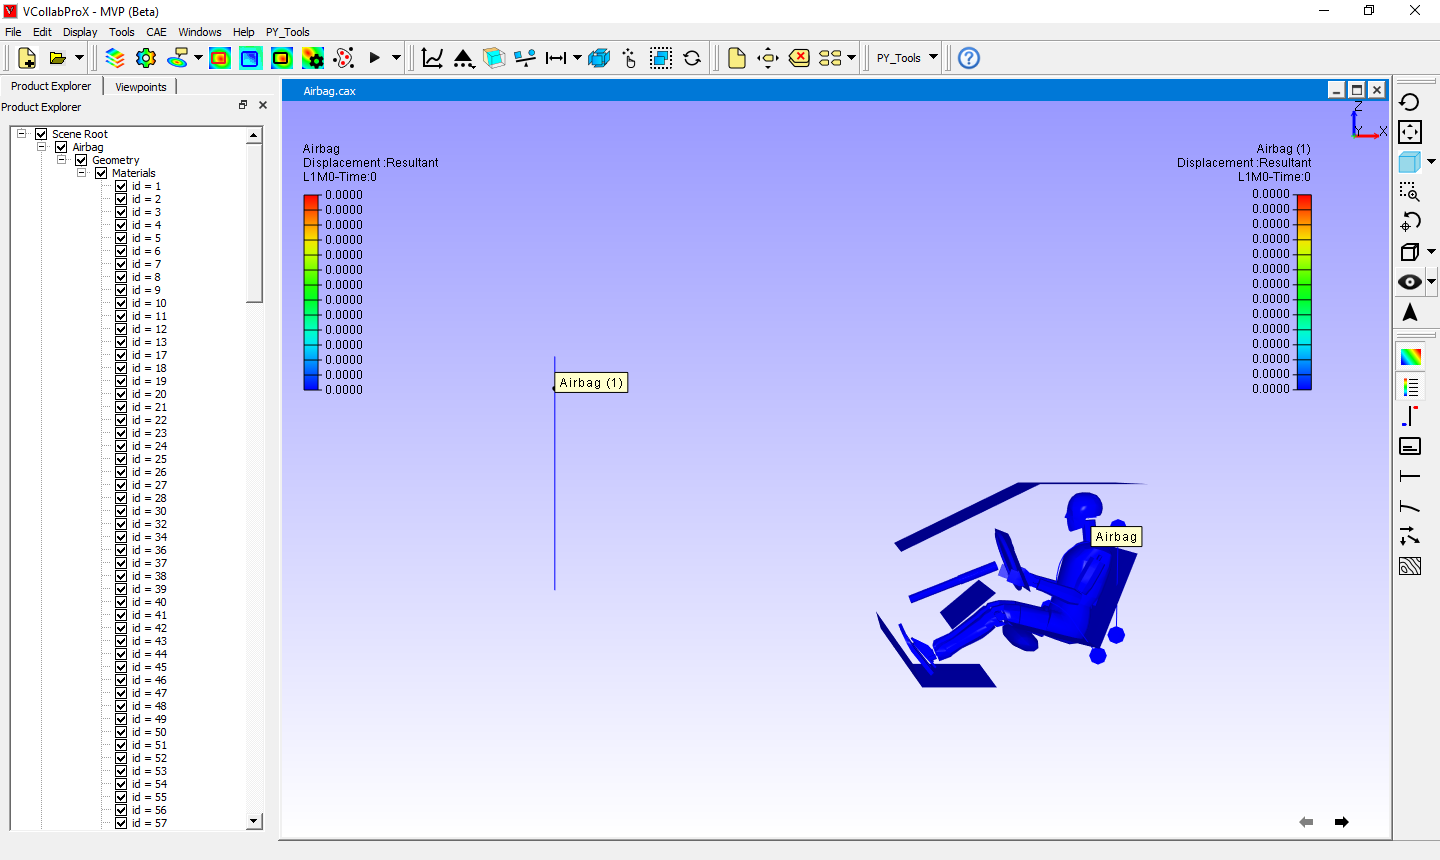 VCollabProX - MVP (Beta)
File Edit Display Tools CAE Windows Help PY_Tools
PY_Tools
Product Explorer Viewpoints
Product Explorer
Scene Root
Airbag
Geometry
Materials
id = 1
id = 2
id = 3
id = 4
id = 5
id = 6
id = 7
id = 8
id = 9
id = 10
id = 11
id = 12
id = 13
id = 17
id = 18
id = 19
id = 20
id = 21
id = 22
id = 23
id = 24
id = 25
id = 26
id = 27
id = 28
id = 30
id = 32
id = 34
id = 36
id = 37
id = 38
id = 39
id = 40
id = 41
id = 42
id = 43
id = 44
id = 45
id = 46
id = 47
id = 48
id = 49
id = 50
id = 51
id = 52
id = 53
id = 54
id = 55
id = 56
id = 57
Airbag.cax
Airbag
Displacement :Resultant
L1M0-Time:0
0.0000
0.0000
0.0000
0.0000
0.0000
0.0000
0.0000
0.0000
0.0000
0.0000
0.0000
0.0000
0.0000
0.0000
Airbag (1)
Airbag
Airbag (1)
Displacement :Resultant
L1M0-Time:0
0.0000
0.0000
0.0000
0.0000
0.0000
0.0000
0.0000
0.0000
0.0000
0.0000
0.0000
0.0000
0.0000
0.0000
Z
Y X